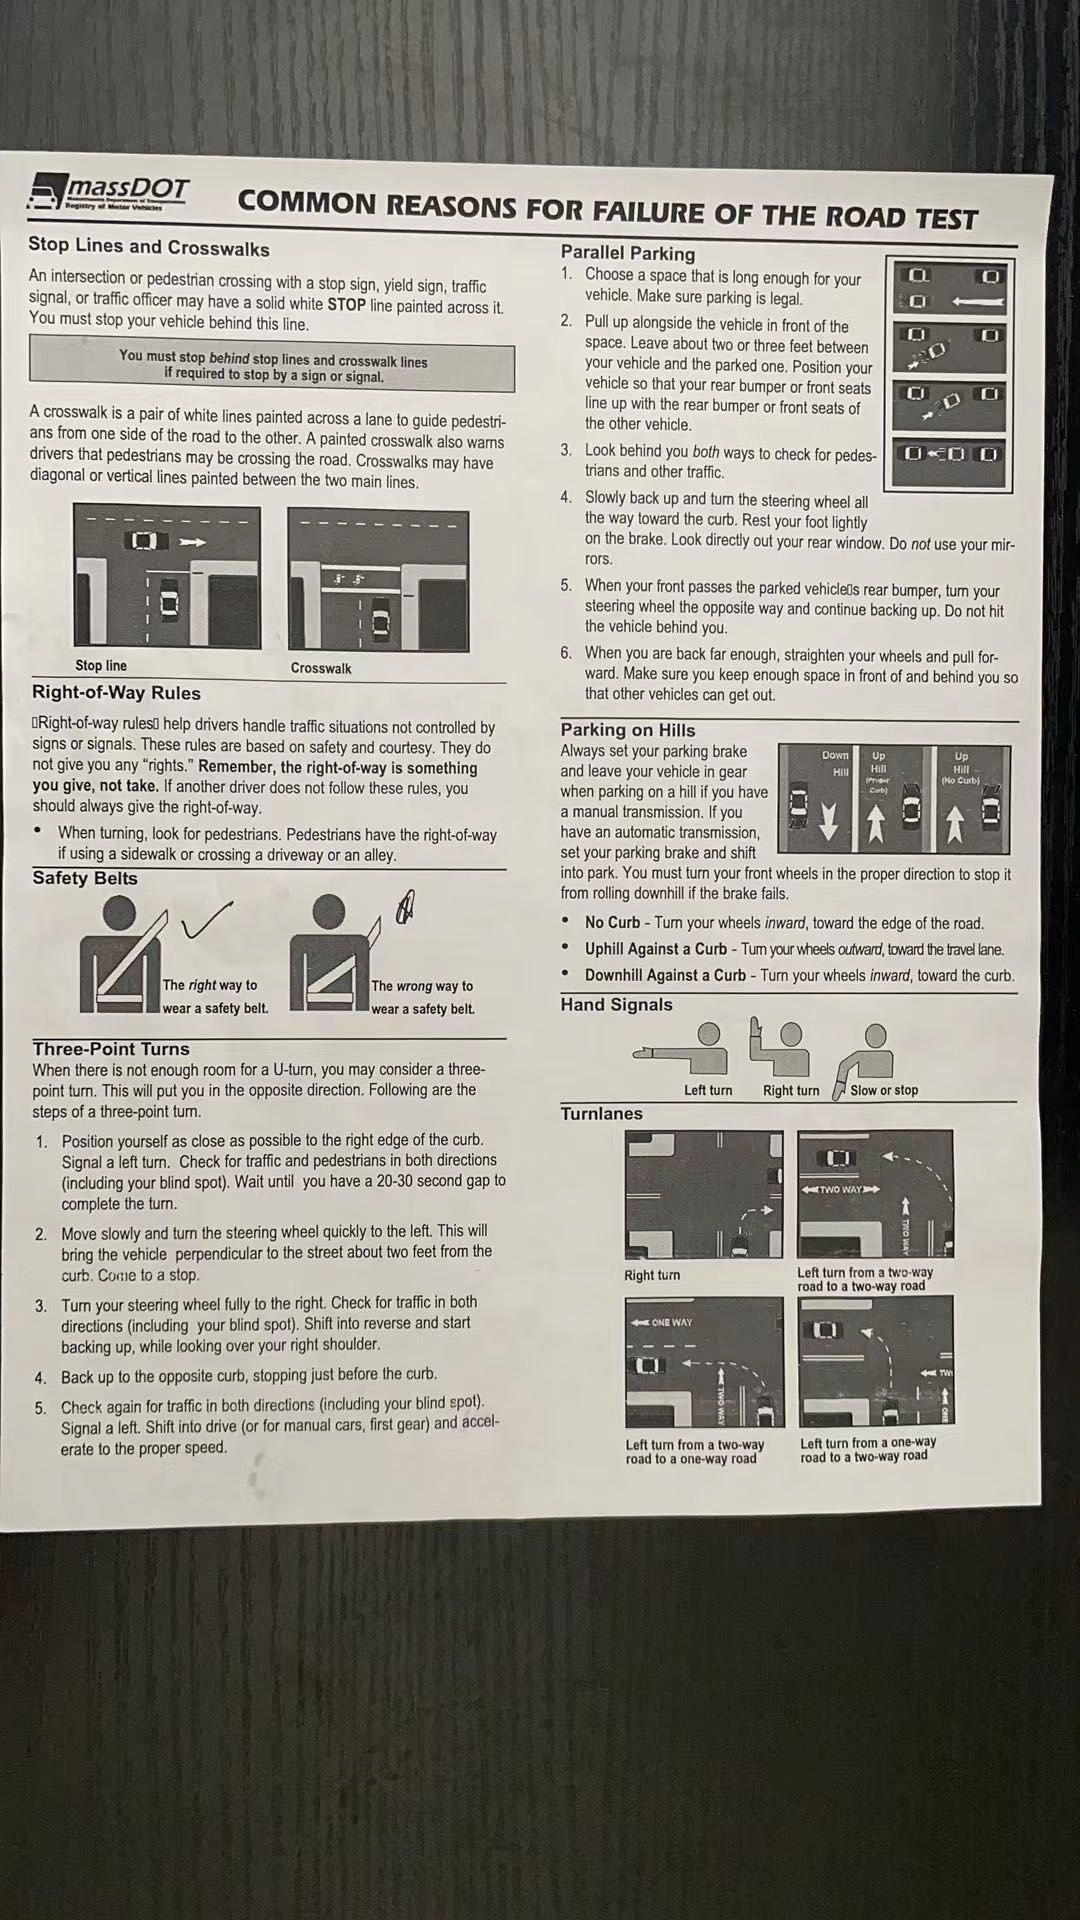 massDOT
Massachusetts Department of Transportation
Registry of Motor Vehicles
COMMON REASONS FOR FAILURE OF THE ROAD TEST
Stop Lines and Crosswalks
An intersection or pedestrian crossing with a stop sign, yield sign, traffic
signal, or traffic officer may have a solid white STOP line painted across it.
You must stop your vehicle behind this line.
You must stop behind stop lines and crosswalk lines
if required to stop by a sign or signal.
A crosswalk is a pair of white lines painted across a lane to guide pedestri-
ans from one side of the road to the other. A painted crosswalk also warns
drivers that pedestrians may be crossing the road. Crosswalks may have
diagonal or vertical lines painted between the two main lines.
Stop line
Crosswalk
Right-of-Way Rules
▯Right-of-way rules▯ help drivers handle traffic situations not controlled by
signs or signals. These rules are based on safety and courtesy. They do
not give you any “rights.” Remember, the right-of-way is something
you give, not take. If another driver does not follow these rules, you
should always give the right-of-way.
• When turning, look for pedestrians. Pedestrians have the right-of-way
if using a sidewalk or crossing a driveway or an alley.
Safety Belts
The right way to
wear a safety belt.
The wrong way to
wear a safety belt.
Three-Point Turns
When there is not enough room for a U-turn, you may consider a three-
point turn. This will put you in the opposite direction. Following are the
steps of a three-point turn.
1. Position yourself as close as possible to the right edge of the curb.
Signal a left turn. Check for traffic and pedestrians in both directions
(including your blind spot). Wait until you have a 20-30 second gap to
complete the turn.
2. Move slowly and turn the steering wheel quickly to the left. This will
bring the vehicle perpendicular to the street about two feet from the
curb. Come to a stop.
3. Turn your steering wheel fully to the right. Check for traffic in both
directions (including your blind spot). Shift into reverse and start
backing up, while looking over your right shoulder.
4. Back up to the opposite curb, stopping just before the curb.
5. Check again for traffic in both directions (including your blind spot).
Signal a left. Shift into drive (or for manual cars, first gear) and accel-
erate to the proper speed.
Parallel Parking
1. Choose a space that is long enough for your
vehicle. Make sure parking is legal.
2. Pull up alongside the vehicle in front of the
space. Leave about two or three feet between
your vehicle and the parked one. Position your
vehicle so that your rear bumper or front seats
line up with the rear bumper or front seats of
the other vehicle.
3. Look behind you both ways to check for pedes-
trians and other traffic.
4. Slowly back up and turn the steering wheel all
the way toward the curb. Rest your foot lightly
on the brake. Look directly out your rear window. Do not use your mir-
rors.
5. When your front passes the parked vehicle▯s rear bumper, turn your
steering wheel the opposite way and continue backing up. Do not hit
the vehicle behind you.
6. When you are back far enough, straighten your wheels and pull for-
ward. Make sure you keep enough space in front of and behind you so
that other vehicles can get out.
Parking on Hills
Always set your parking brake
and leave your vehicle in gear
when parking on a hill if you have
a manual transmission. If you
have an automatic transmission,
set your parking brake and shift
into park. You must turn your front wheels in the proper direction to stop it
from rolling downhill if the brake fails.
Down
Hill
Up
Hill
(Proper
Curb)
Up
Hill
(No Curb)
• No Curb - Turn your wheels inward, toward the edge of the road.
• Uphill Against a Curb - Turn your wheels outward, toward the travel lane.
• Downhill Against a Curb - Turn your wheels inward, toward the curb.
Hand Signals
Left turn
Right turn
Slow or stop
Turnlanes
Right turn
TWO WAY
TWO WAY
Left turn from a two-way
road to a two-way road
ONE WAY
TWO WAY
Left turn from a two-way
road to a one-way road
TW
ONE
Left turn from a one-way
road to a two-way road